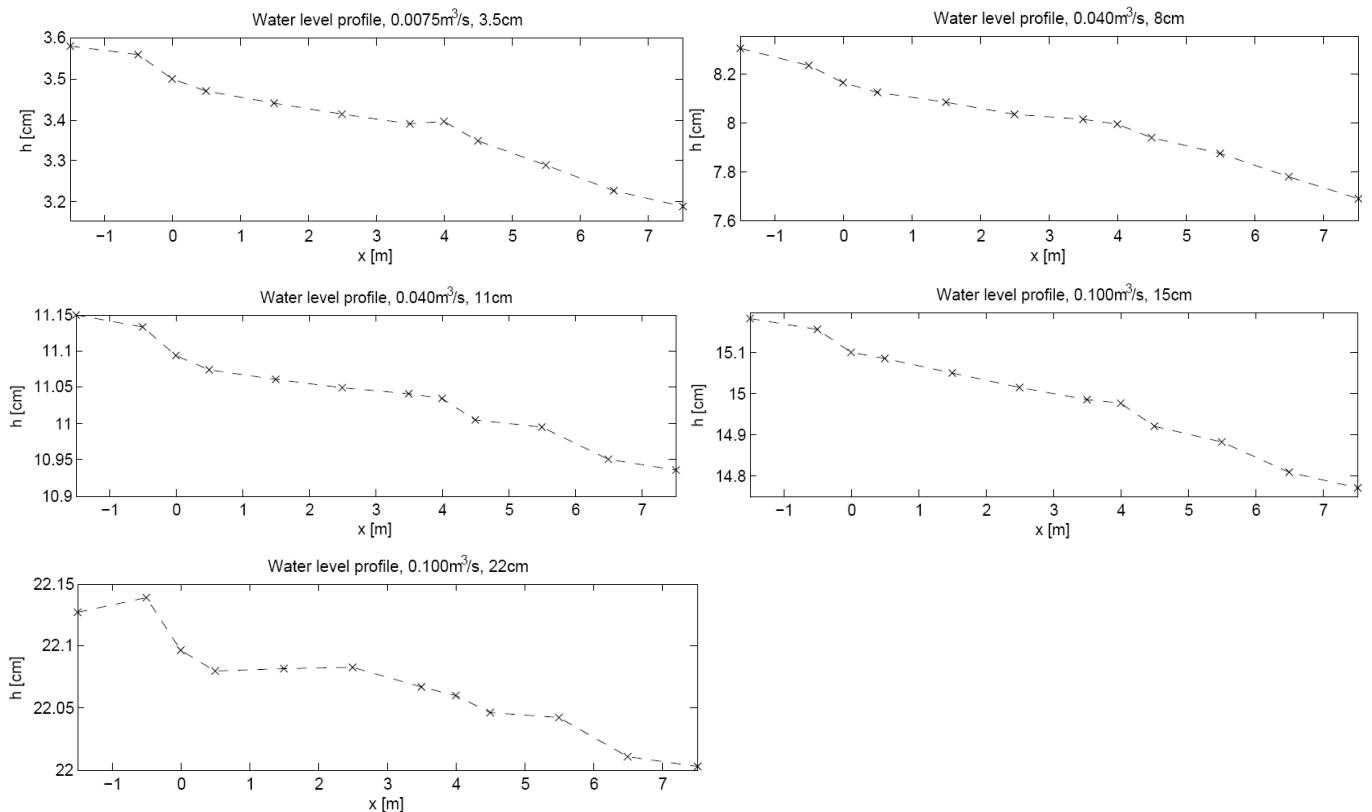 Water level profile, 0.0075m³/s, 3.5cm
3.6
3.5
3.4
3.3
3.2
h [cm]
−1 0 1 2 3 4 5 6 7
x [m]
Water level profile, 0.040m³/s, 8cm
8.2
8
7.8
7.6
h [cm]
−1 0 1 2 3 4 5 6 7
x [m]
Water level profile, 0.040m³/s, 11cm
11.15
11.1
11.05
11
10.95
10.9
h [cm]
−1 0 1 2 3 4 5 6 7
x [m]
Water level profile, 0.100m³/s, 15cm
15.1
15
14.9
14.8
h [cm]
−1 0 1 2 3 4 5 6 7
x [m]
Water level profile, 0.100m³/s, 22cm
22.15
22.1
22.05
22
h [cm]
−1 0 1 2 3 4 5 6 7
x [m]